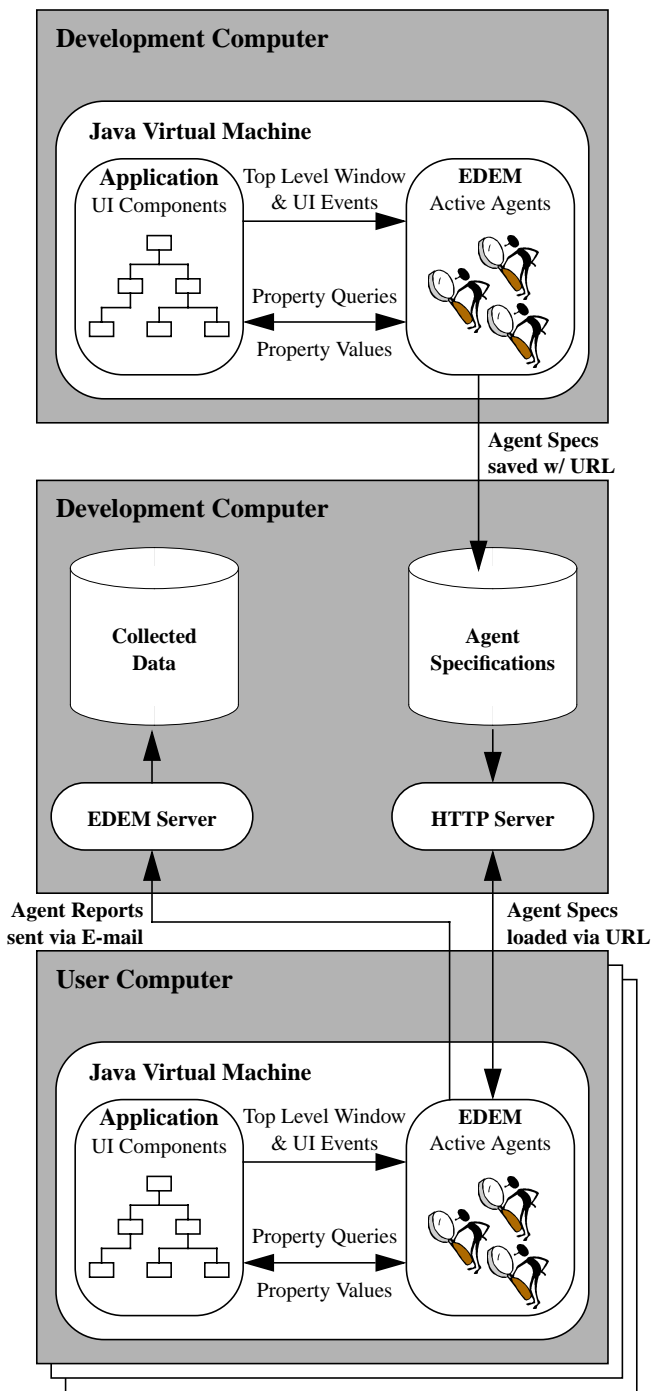 Development Computer
Java Virtual Machine
Application
UI Components
Top Level Window
& UI Events
EDEM
Active Agents
Property Queries
Property Values
Agent Specs
saved w/ URL
Development Computer
Collected
Data
Agent
Specifications
EDEM Server
HTTP Server
Agent Reports
sent via E-mail
Agent Specs
loaded via URL
User Computer
Java Virtual Machine
Application
UI Components
Top Level Window
& UI Events
EDEM
Active Agents
Property Queries
Property Values